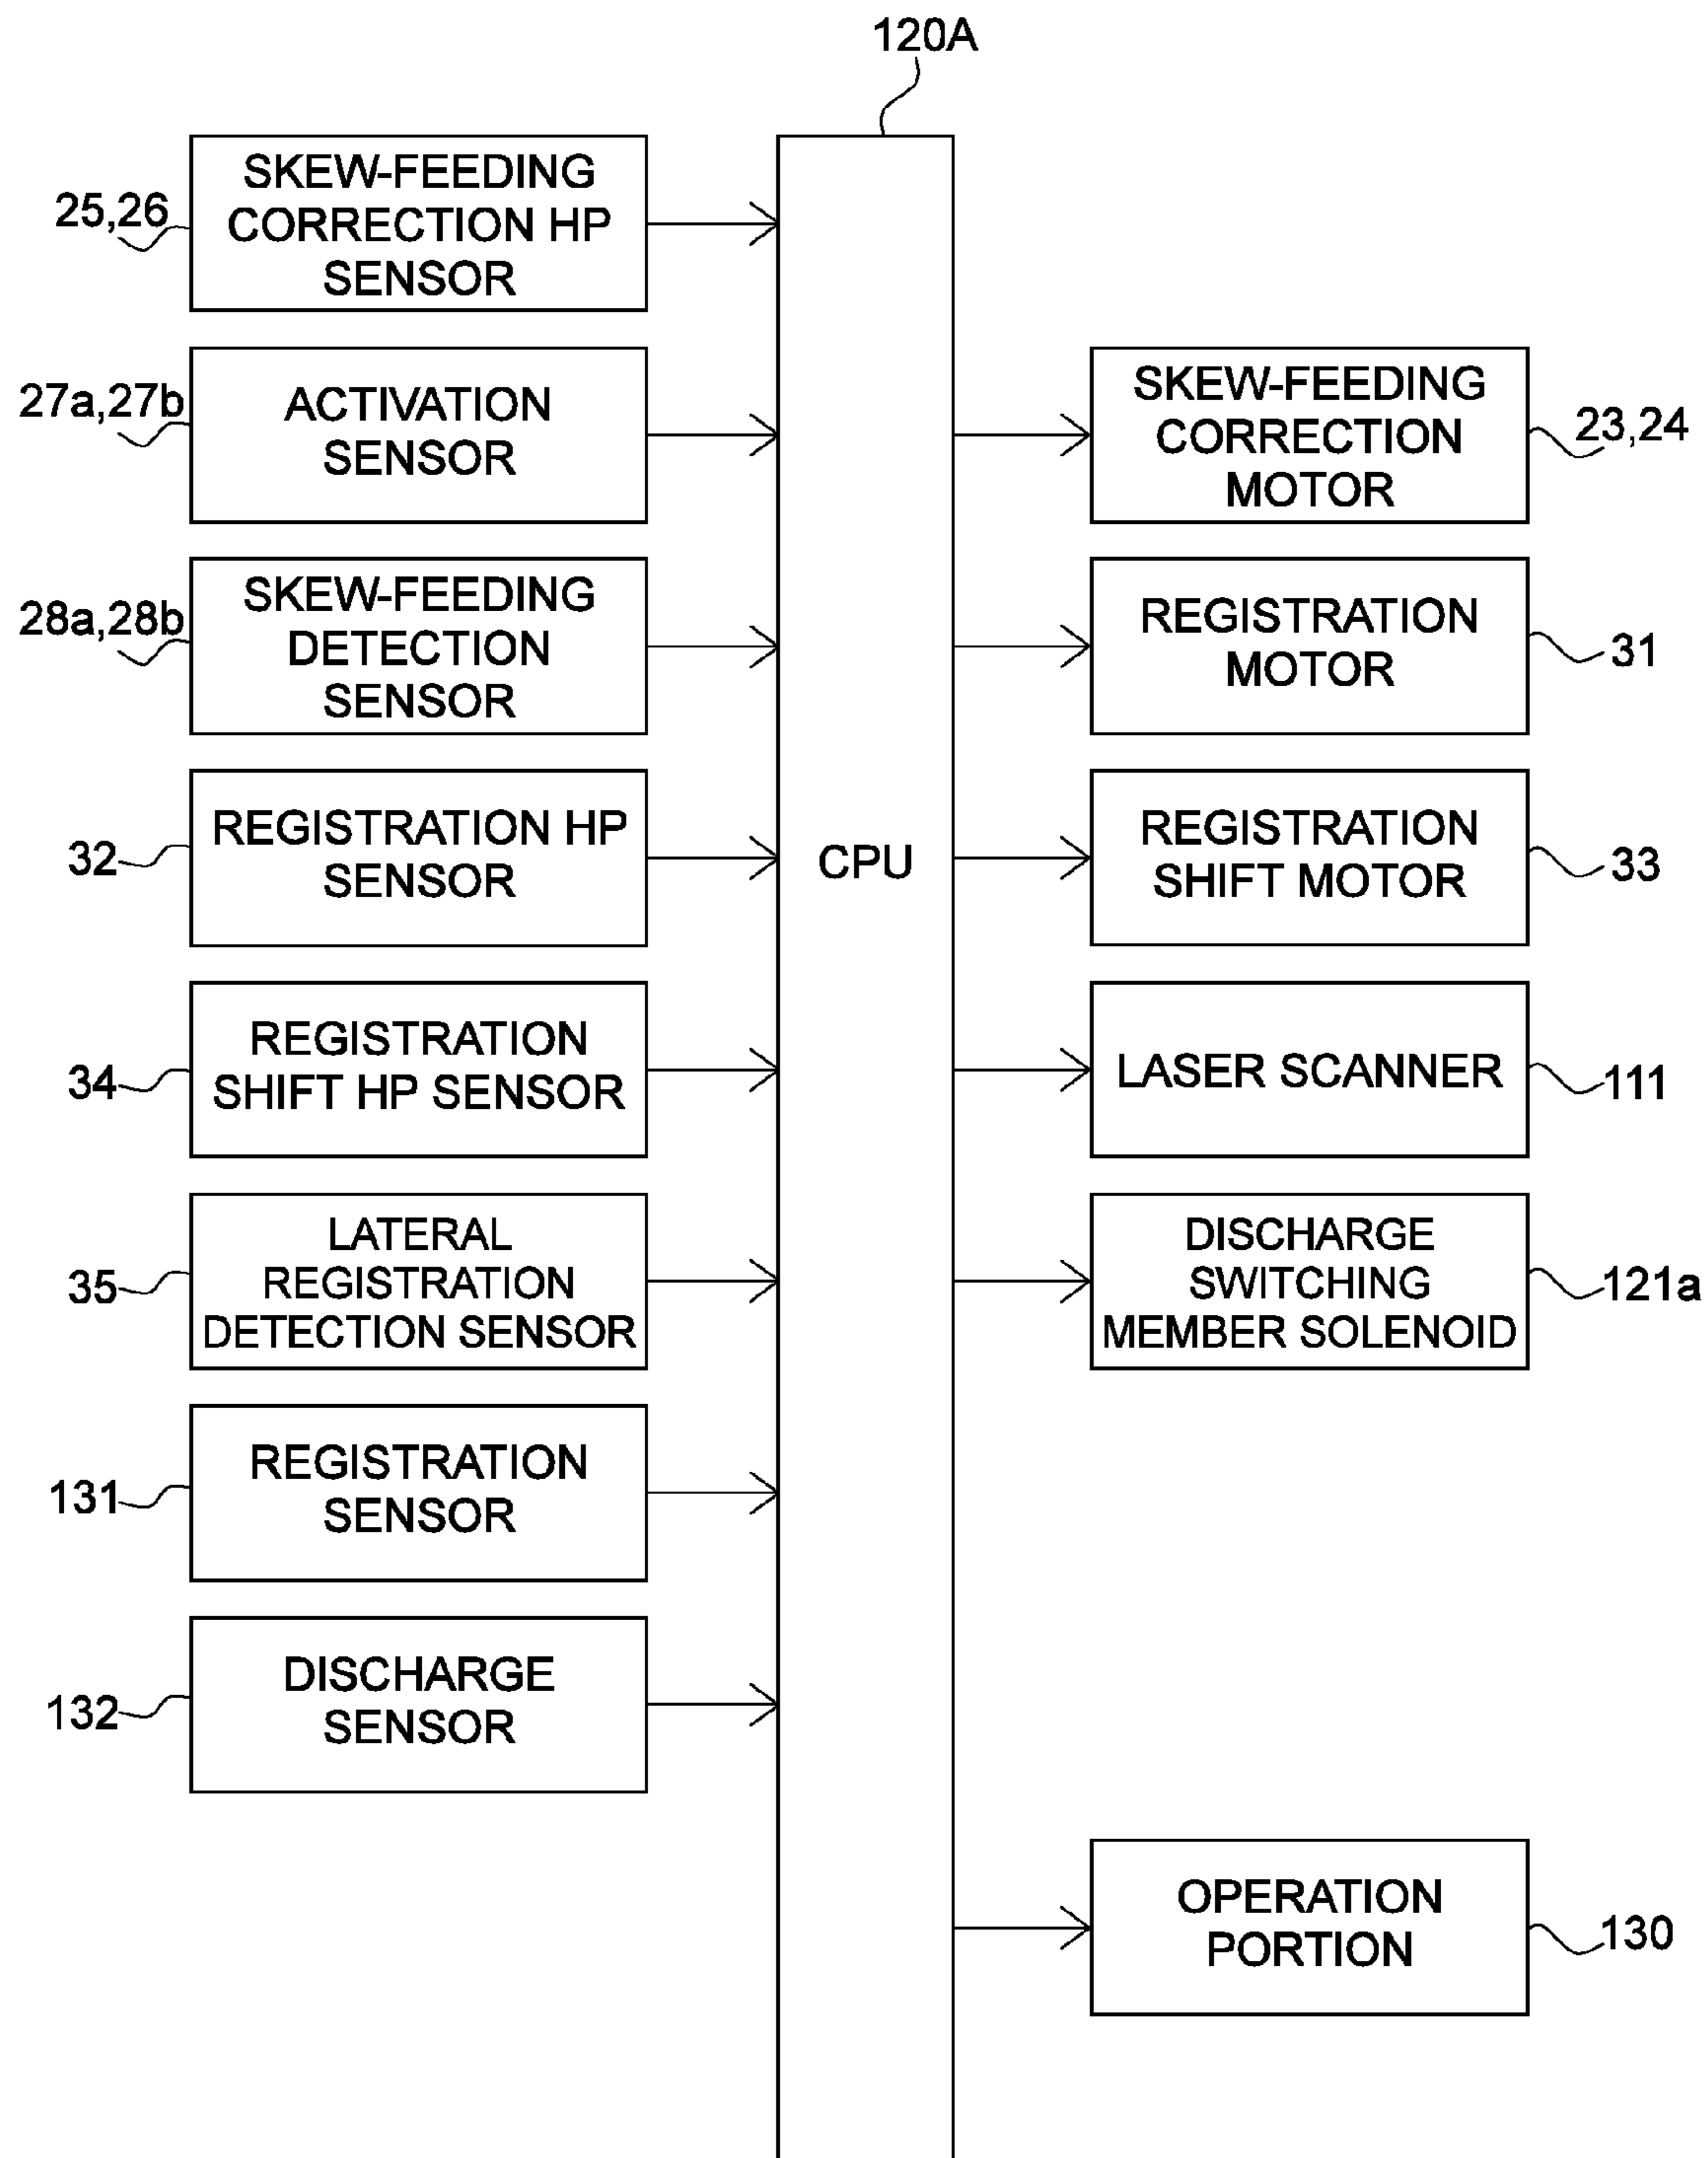 120A
25,26
SKEW-FEEDING
CORRECTION HP
SENSOR
27a,27b
ACTIVATION
SENSOR
28a,28b
SKEW-FEEDING
DETECTION
SENSOR
32
REGISTRATION HP
SENSOR
34
REGISTRATION
SHIFT HP SENSOR
35
LATERAL
REGISTRATION
DETECTION SENSOR
131
REGISTRATION
SENSOR
132
DISCHARGE
SENSOR
CPU
SKEW-FEEDING
CORRECTION
MOTOR
23,24
REGISTRATION
MOTOR
31
REGISTRATION
SHIFT MOTOR
33
LASER SCANNER
111
DISCHARGE
SWITCHING
MEMBER SOLENOID
121a
OPERATION
PORTION
130